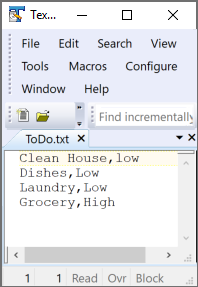 Tex...
File Edit Search View
Tools Macros Configure
Window Help
Find incrementally
ToDo.txt
Clean House,low
Dishes,Low
Laundry,Low
Grocery,High
1 1 Read Ovr Block